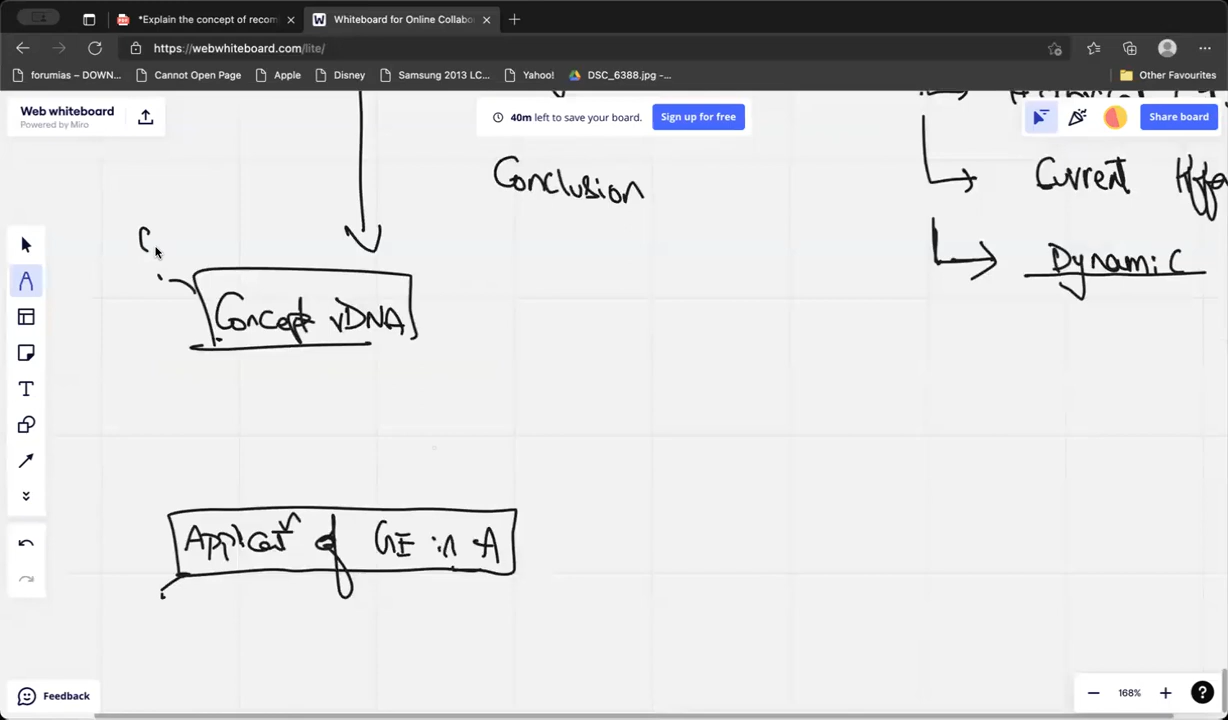 *Explain the concept of recom
Whiteboard for Online Collabo
https://webwhiteboard.com/lite/
forumias – DOWN...
Cannot Open Page
Apple
Disney
Samsung 2013 LC...
Yahoo!
DSC_6388.jpg -...
Other Favourites
Web whiteboard
Powered by Miro
40m left to save your board.
Sign up for free
Share board
Conclusion
Current Affa
Dynamic
Concept rDNA
of GE in A
T
Feedback
168%
?